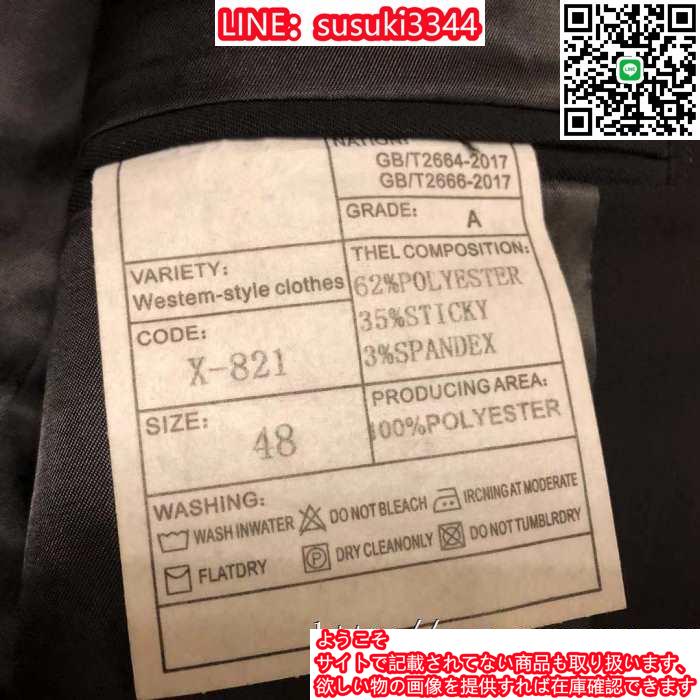 LINE: susuki3344
LINE
NATION:
GB/T2664-2017
GB/T2666-2017
GRADE: A
VARIETY:
Westem-style clothes
THEL COMPOSITION:
62%POLYESTER
35%STICKY
3%SPANDEX
CODE:
X-821
PRODUCING AREA:
100%POLYESTER
SIZE:
48
WASHING:
WASH INWATER DO NOT BLEACH IRCNING AT MODERATE
FLATDRY DRY CLEANONLY DO NOT TUMBLRDRY
ようこそ
サイトで記載されてない商品も取り扱います、
欲しい物の画像を提供すれば在庫確認できます